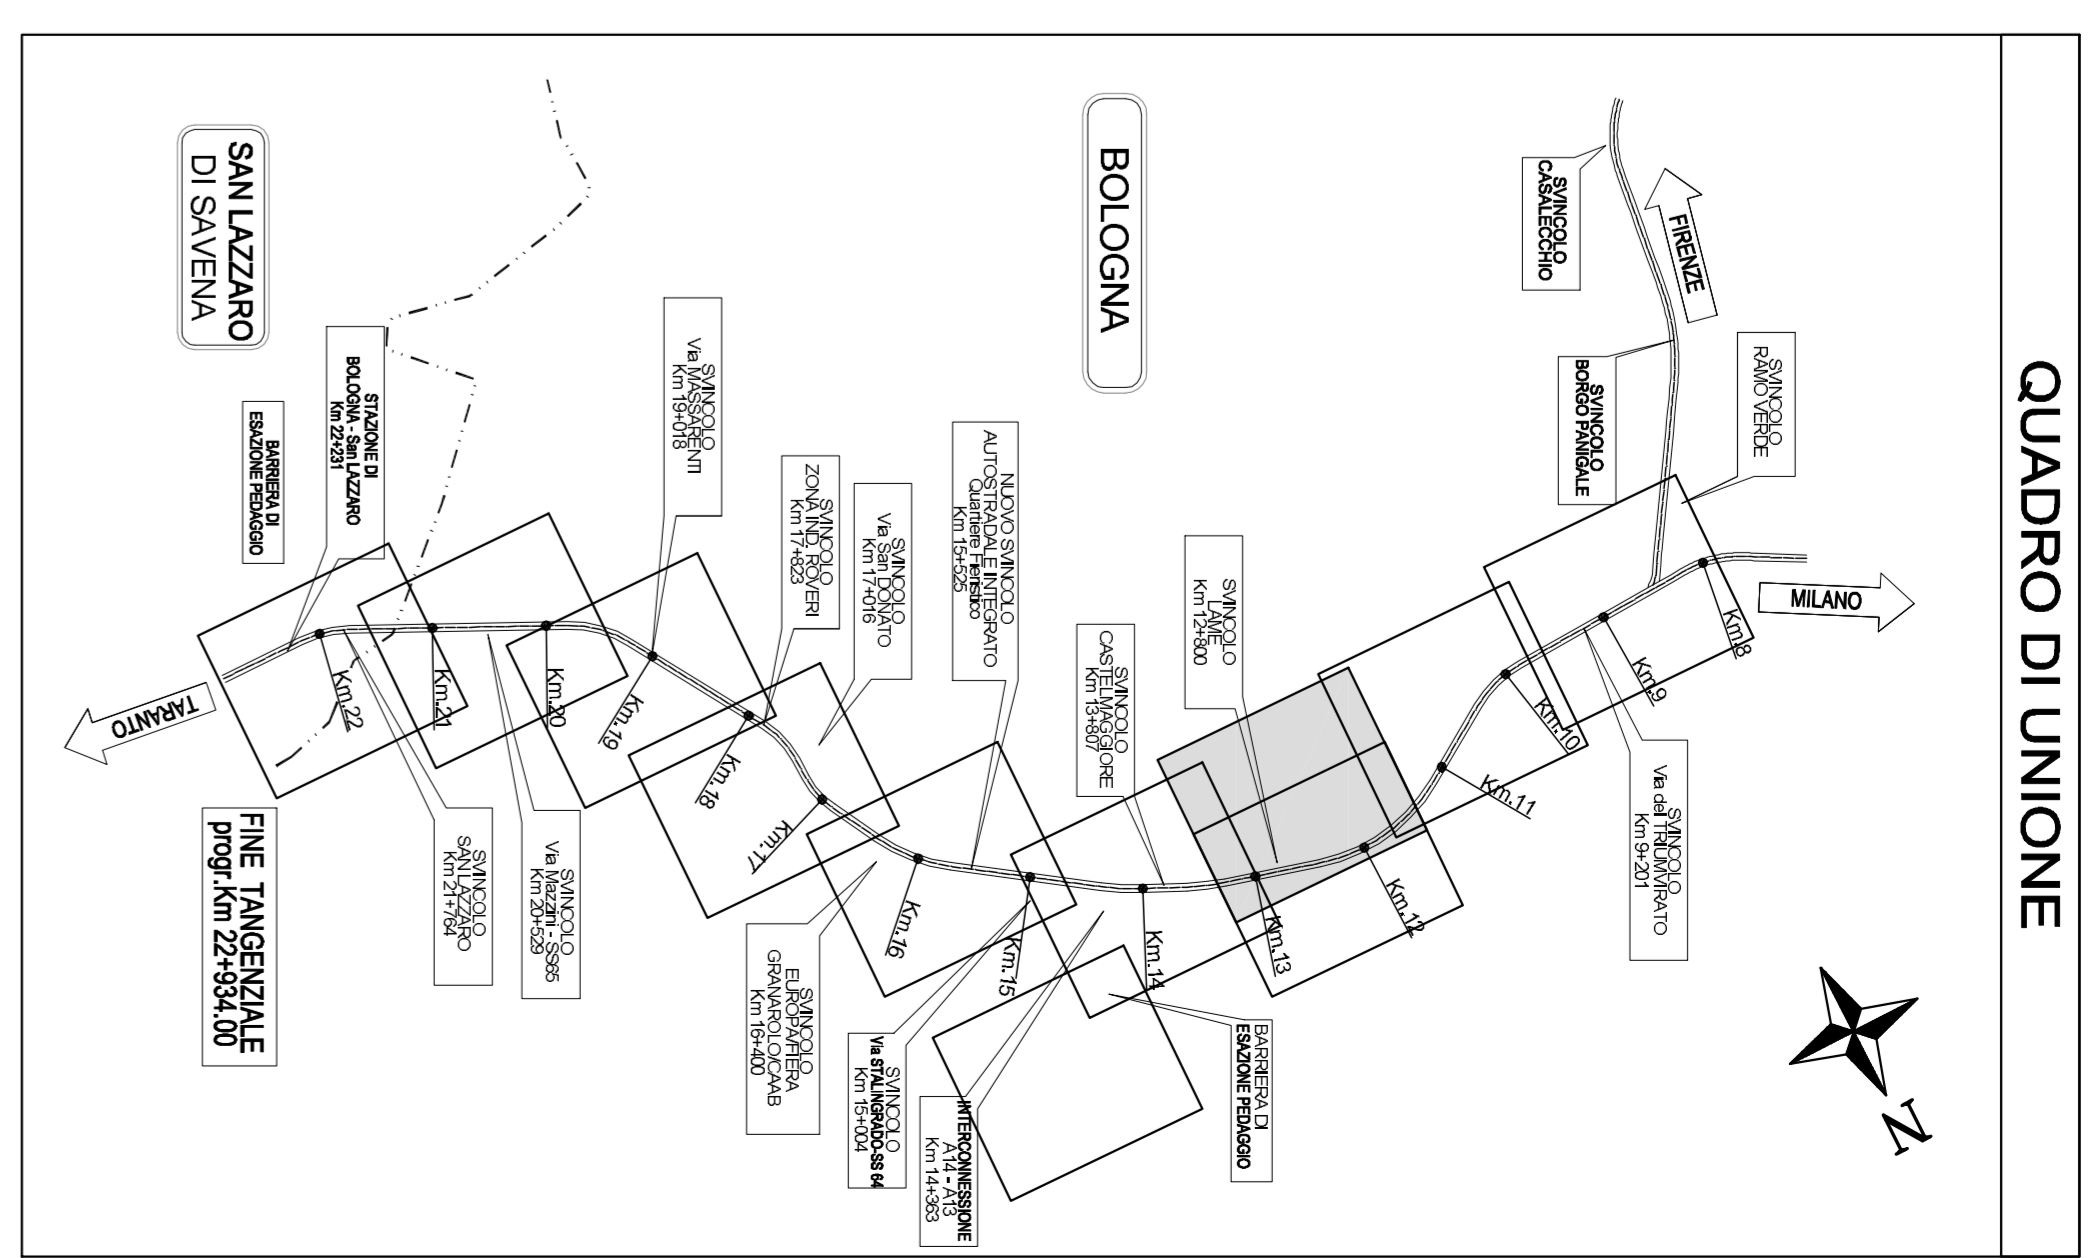 QUADRO DI UNIONE
MILANO
FIRENZE
SVINCOLO
CASALECCHIO
SVINCOLO
BORGO PANIGALE
SVINCOLO
RAMO VERDE
Km.8
Km.9
Km.10
Km.11
Km.12
Km.13
Km.14
Km.15
Km.16
Km.17
Km.18
Km.19
Km.20
Km.21
Km.22
SVINCOLO
Via del TRIUMVIRATO
Km 9+201
N
BOLOGNA
SVINCOLO
LAME
Km 12+800
SVINCOLO
CASTELMAGGIORE
Km 13+807
BARRIERA DI
ESAZIONE PEDAGGIO
INTERCONNESSIONE
A14 - A13
Km 14+363
SVINCOLO
Via STALINGRADO-SS 64
Km 15+004
NUOVO SVINCOLO
AUTOSTRADALE INTEGRATO
Quartiere Fieristico
Km 15+525
SVINCOLO
EUROPA/FIERA
GRANAROLO/CAAB
Km 16+400
SVINCOLO
Via San DONATO
Km 17+016
SVINCOLO
ZONA IND. ROVERI
Km 17+823
SVINCOLO
Via MASSARENTI
Km 19+018
SVINCOLO
Via Mazzini - SS65
Km 20+529
SVINCOLO
SAN LAZZARO
Km 21+764
STAZIONE DI
BOLOGNA - San LAZZARO
Km 22+231
BARRIERA DI
ESAZIONE PEDAGGIO
SAN LAZZARO
DI SAVENA
TARANTO
FINE TANGENZIALE
progr.Km 22+934.00